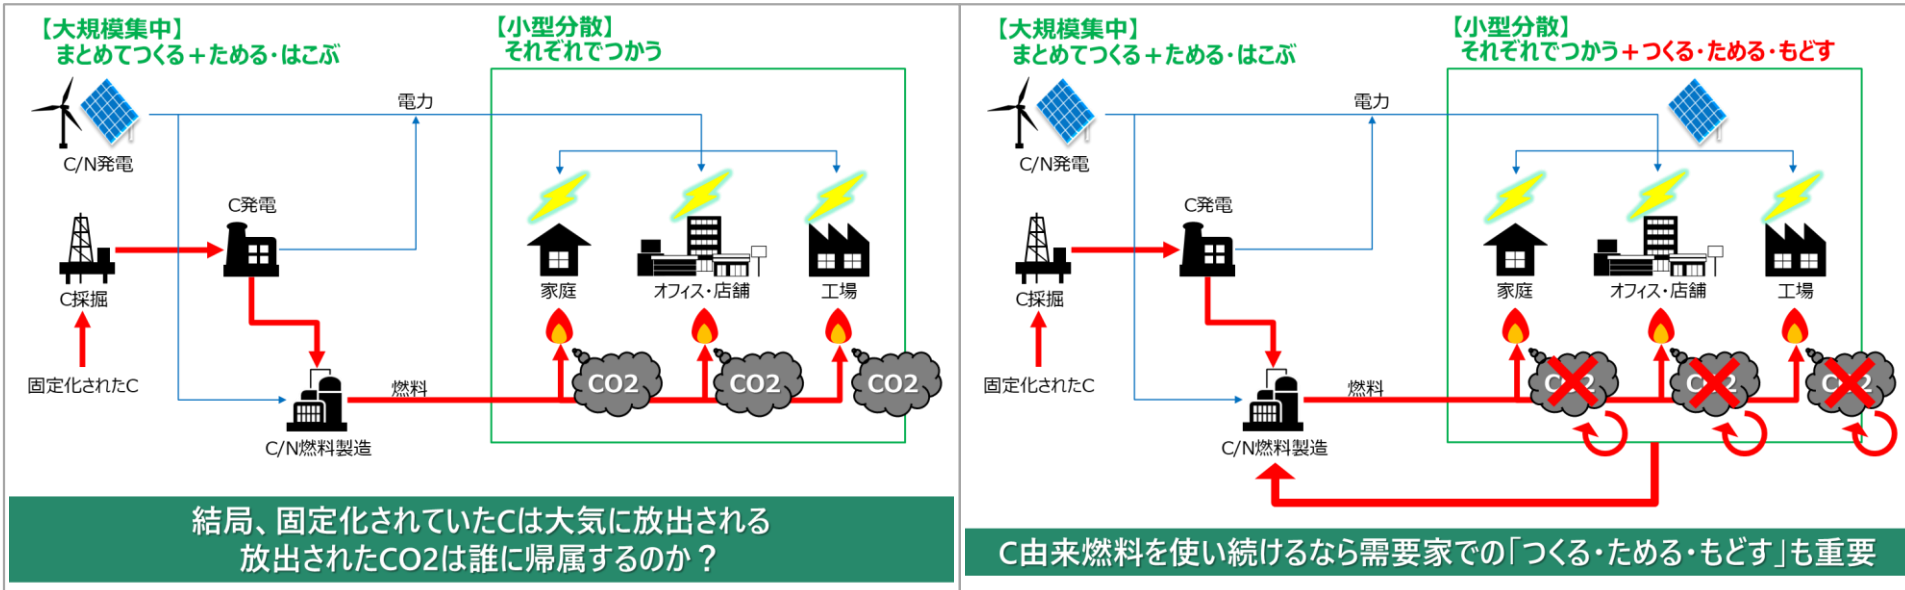 【大規模集中】
まとめてつくる＋ためる・はこぶ
【小型分散】
それぞれでつかう
電力
C/N発電
C発電
C採掘
家庭
オフィス・店舗
工場
固定化されたC
燃料
CO2
CO2
CO2
C/N燃料製造
結局、固定化されていたCは大気に放出される
放出されたCO2は誰に帰属するのか？
【大規模集中】
まとめてつくる＋ためる・はこぶ
【小型分散】
それぞれでつかう＋つくる・ためる・もどす
電力
C/N発電
C発電
C採掘
家庭
オフィス・店舗
工場
固定化されたC
燃料
CO2
CO2
CO2
C/N燃料製造
C由来燃料を使い続けるなら需要家での「つくる・ためる・もどす」も重要